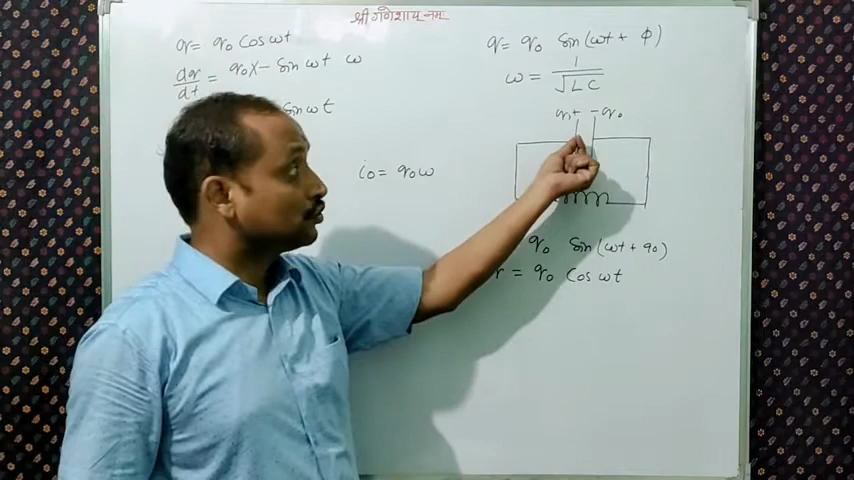 श्री गणेशाय नमः
q = q₀ cos ωt
dq/dt = q₀ x - sin ωt ω
sin ωt
i₀ = q₀ω
q = q₀ sin(ωt + ϕ)
ω = 1/√LC
+ - q₀
q₀ sin(ωt + 90)
= q₀ cos ωt